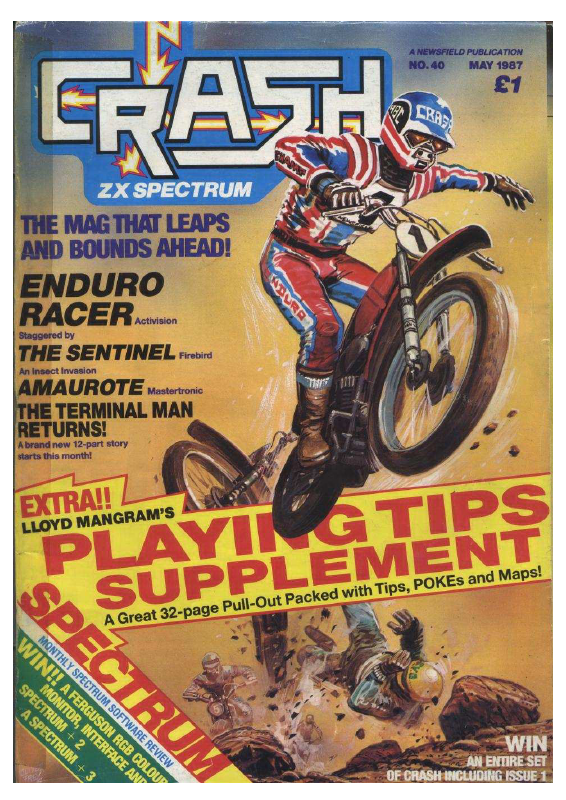 CRASH
ZX SPECTRUM
A NEWSFIELD PUBLICATION
NO. 40 MAY 1987
£1
THE MAG THAT LEAPS
AND BOUNDS AHEAD!
ENDURO
RACER Activision
Staggered by
THE SENTINEL Firebird
An Insect Invasion
AMAUROTE Mastertronic
THE TERMINAL MAN
RETURNS!
A brand new 12-part story
starts this month!
CRASH
1
ENDURO
EXTRA!!
LLOYD MANGRAM'S
PLAYING TIPS
SUPPLEMENT
A Great 32-page Pull-Out Packed with Tips, POKEs and Maps!
SPECTRUM
MONTHLY SPECTRUM SOFTWARE REVIEW
WIN!! A FERGUSON RGB COLOUR
MONITOR, INTERFACE AND
SPECTRUM + 2
A SPECTRUM + 3
WIN
AN ENTIRE SET
OF CRASH INCLUDING ISSUE 1